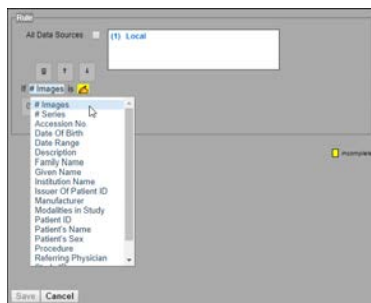 Rule
All Data Sources
(1) Local
If # Images is
# Images
# Series
Accession No.
Date Of Birth
Date Range
Description
Family Name
Given Name
Institution Name
Issuer Of Patient ID
Manufacturer
Modalities in Study
Patient ID
Patient's Name
Patient's Sex
Procedure
Referring Physician
Incomplete
Save Cancel